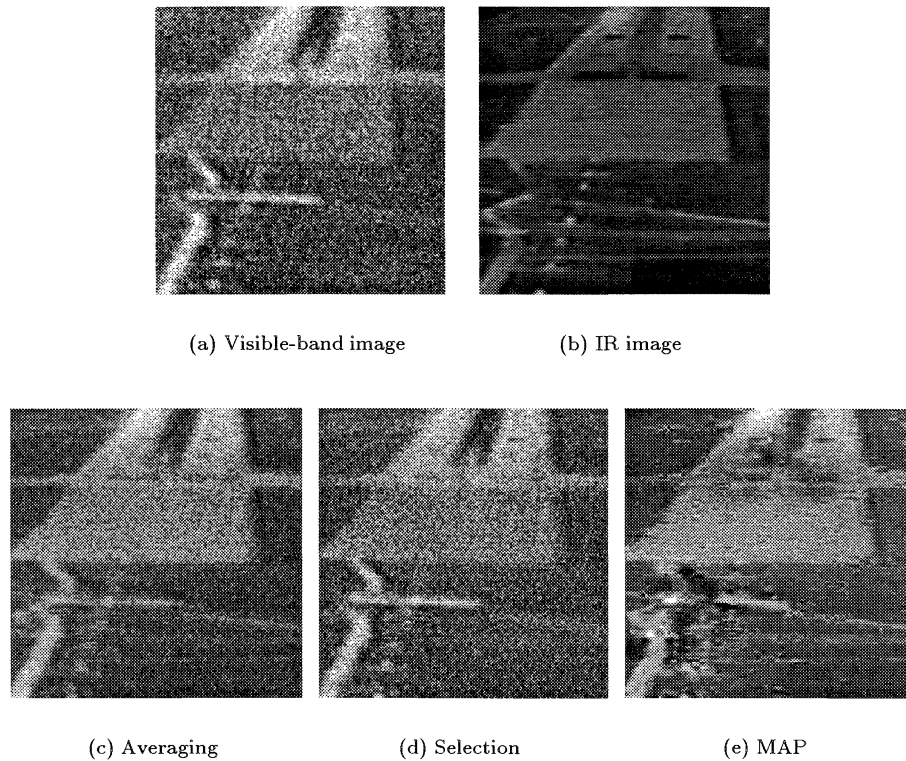 (a) Visible-band image
(b) IR image
(c) Averaging
(d) Selection
(e) MAP